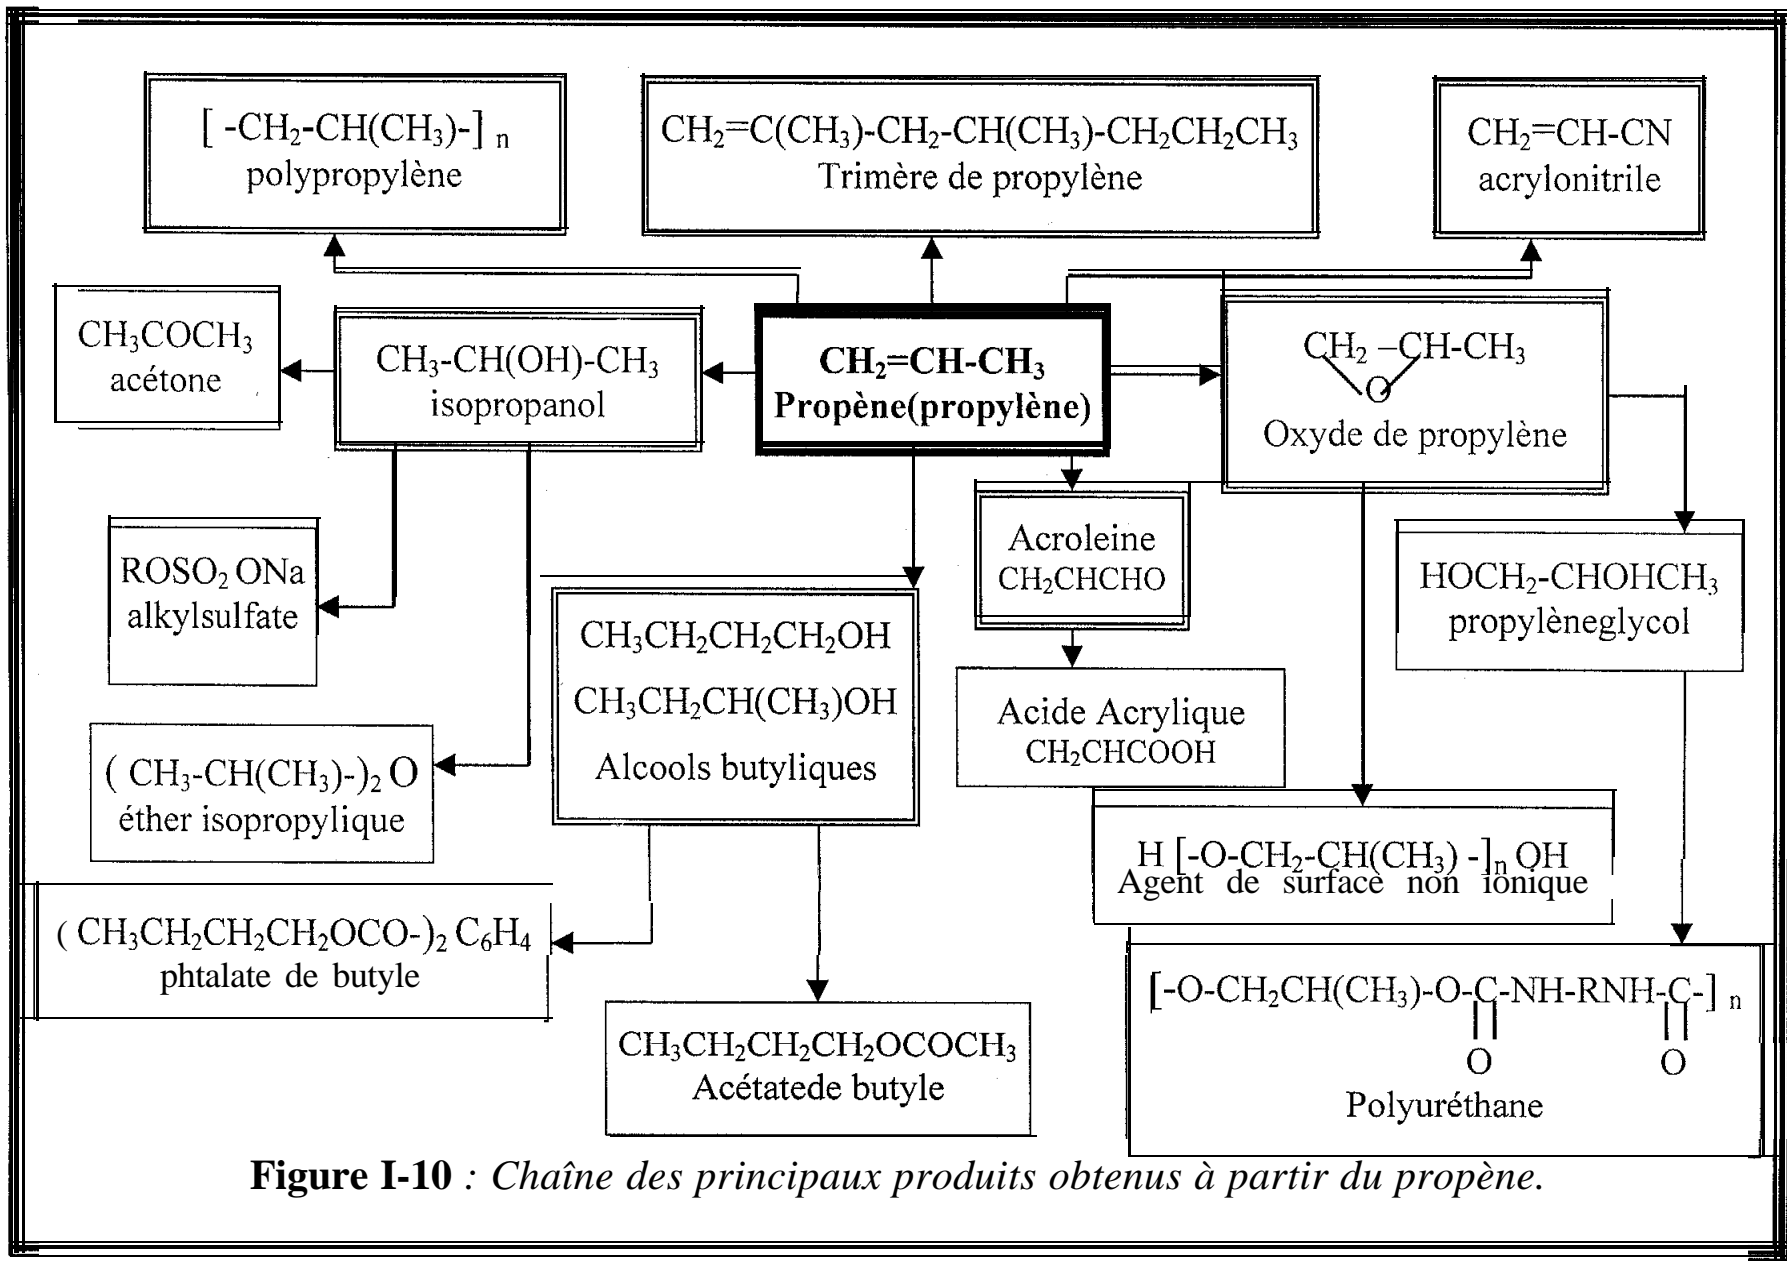 [ -CH₂-CH(CH₃)-] n
polypropylène
CH₂=C(CH₃)-CH₂-CH(CH₃)-CH₂CH₂CH₃
Trimère de propylène
CH₂=CH-CN
acrylonitrile
CH₃COCH₃
acétone
CH₃-CH(OH)-CH₃
isopropanol
CH₂=CH-CH₃
Propène(propylène)
CH₂ –CH-CH₃
O
Oxyde de propylène
ROSO₂ ONa
alkylsulfate
CH₃CH₂CH₂CH₂OH
CH₃CH₂CH(CH₃)OH
Alcools butyliques
Acroleine
CH₂CHCHO
HOCH₂-CHOHCH₃
propylèneglycol
Acide Acrylique
CH₂CHCOOH
( CH₃-CH(CH₃)-)₂ O
éther isopropylique
H [-O-CH₂-CH(CH₃) -]n OH
Agent de surface non ionique
( CH₃CH₂CH₂CH₂OCO-)₂ C₆H₄
phtalate de butyle
CH₃CH₂CH₂CH₂OCOCH₃
Acétatede butyle
[-O-CH₂CH(CH₃)-O-C-NH-RNH-C-] n
O O
Polyuréthane
Figure I-10 : Chaîne des principaux produits obtenus à partir du propène.